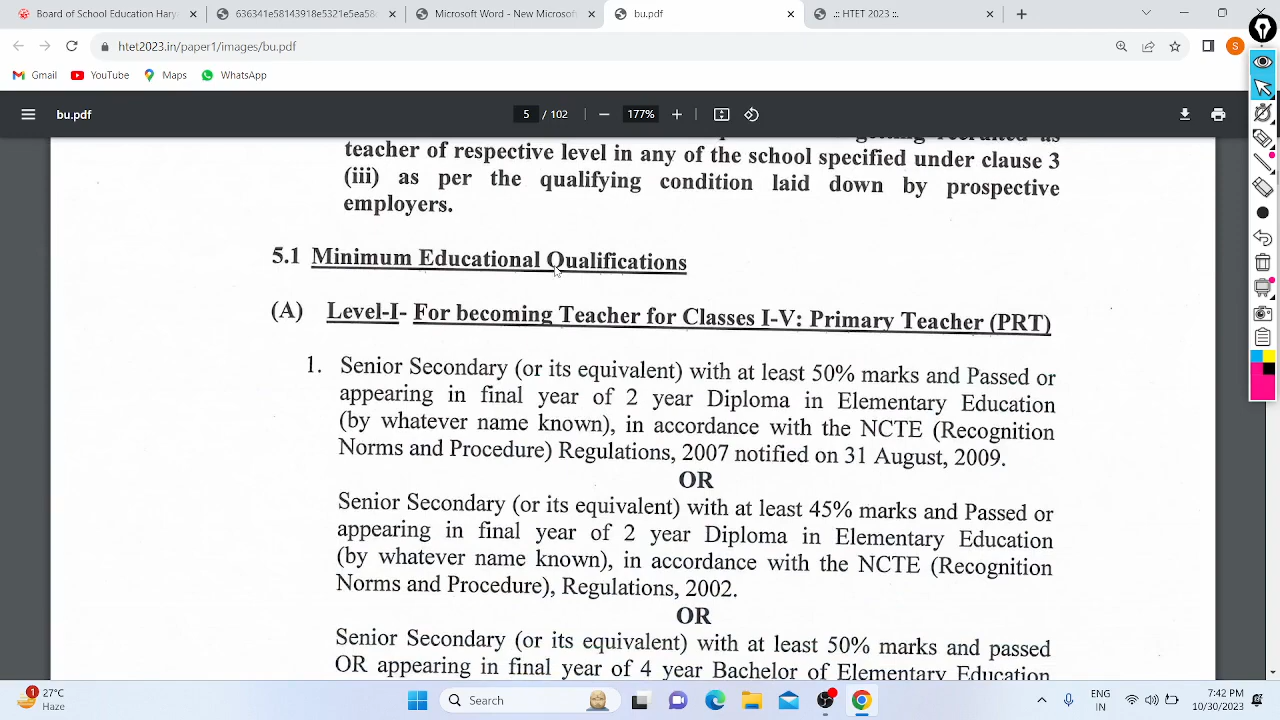 Board of School Education Hary
636341e58143918e5321e5ea58
Microsoft Word - New Microsoft
bu.pdf
::: HTET 2023 :::
htet2023.in/paper1/images/bu.pdf
S
Gmail
YouTube
Maps
WhatsApp
bu.pdf
5 / 102
177%
teacher of respective level in any of the school specified under clause 3
(iii) as per the qualifying condition laid down by prospective
employers.
5.1 Minimum Educational Qualifications
(A) Level-I- For becoming Teacher for Classes I-V: Primary Teacher (PRT)
1. Senior Secondary (or its equivalent) with at least 50% marks and Passed or
appearing in final year of 2 year Diploma in Elementary Education
(by whatever name known), in accordance with the NCTE (Recognition
Norms and Procedure) Regulations, 2007 notified on 31 August, 2009.
OR
Senior Secondary (or its equivalent) with at least 45% marks and Passed or
appearing in final year of 2 year Diploma in Elementary Education
(by whatever name known), in accordance with the NCTE (Recognition
Norms and Procedure), Regulations, 2002.
OR
Senior Secondary (or its equivalent) with at least 50% marks and passed
OR appearing in final year of 4 year Bachelor of Elementary Education
1
27°C
Haze
Search
ENG
IN
7:42 PM
10/30/2023